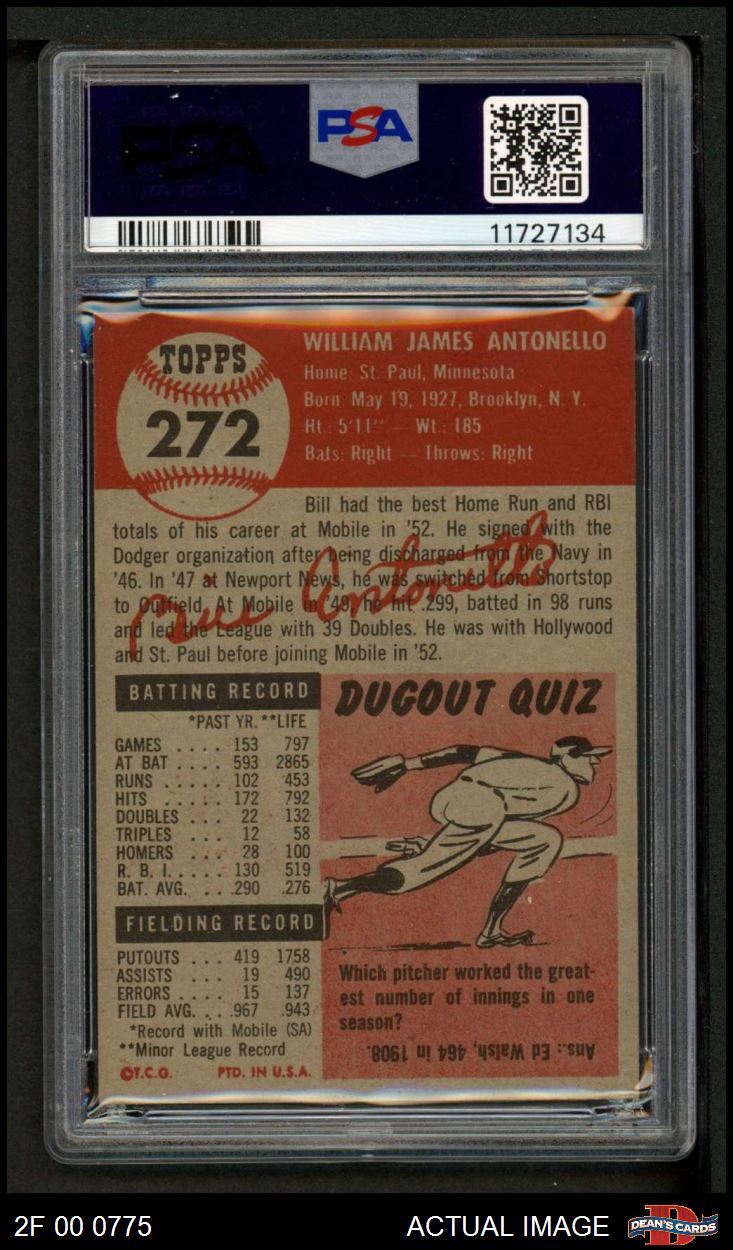 PSA
PSA
11727134
TOPPS
272
WILLIAM JAMES ANTONELLO
Home: St. Paul, Minnesota
Born: May 19, 1927, Brooklyn, N. Y.
Ht.: 5'11" — Wt.: 185
Bats: Right — Throws: Right
Bill had the best Home Run and RBI
totals of his career at Mobile in '52. He signed with the
Dodger organization after being discharged from the Navy in
'46. In '47 at Newport News, he was switched from Shortstop
to Outfield. At Mobile in '49, he hit .299, batted in 98 runs
and led the League with 39 Doubles. He was with Hollywood
and St. Paul before joining Mobile in '52.
Bill Antonello
BATTING RECORD
*PAST YR. **LIFE
GAMES .... 153 797
AT BAT .... 593 2865
RUNS ..... 102 453
HITS ..... 172 792
DOUBLES ... 22 132
TRIPLES ... 12 58
HOMERS ... 28 100
R. B. I. .... 130 519
BAT. AVG. ... .290 .276
FIELDING RECORD
PUTOUTS ... 419 1758
ASSISTS ... 19 490
ERRORS .... 15 137
FIELD AVG. .. .967 .943
*Record with Mobile (SA)
**Minor League Record
©T.C.G. PTD. IN U.S.A.
DUGOUT QUIZ
Which pitcher worked the great-
est number of innings in one
season?
Ans.: Ed Walsh, 464 in 1908.
2F 00 0775
ACTUAL IMAGE
DEAN'S CARDS